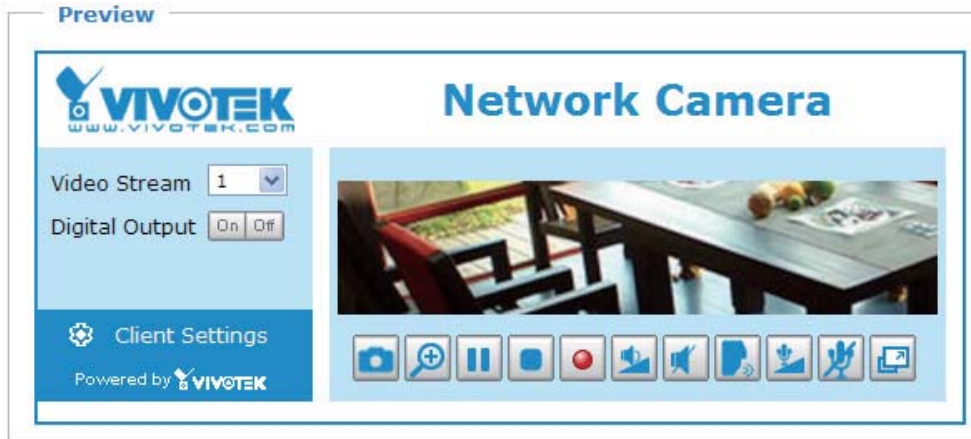 Preview
VIVOTEK
www.vivotek.com
Network Camera
Video Stream 1
Digital Output On Off
Client Settings
Powered by VIVOTEK